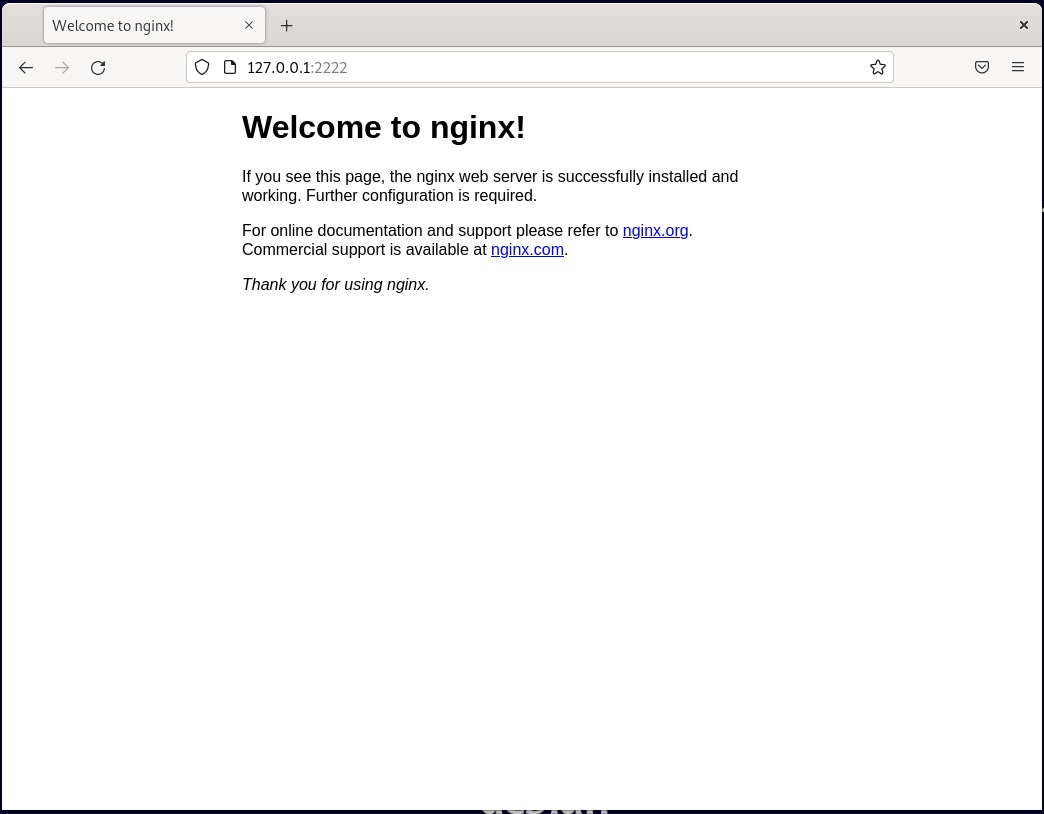 Welcome to nginx!
127.0.0.1:2222
Welcome to nginx!
If you see this page, the nginx web server is successfully installed and
working. Further configuration is required.
For online documentation and support please refer to nginx.org.
Commercial support is available at nginx.com.
Thank you for using nginx.